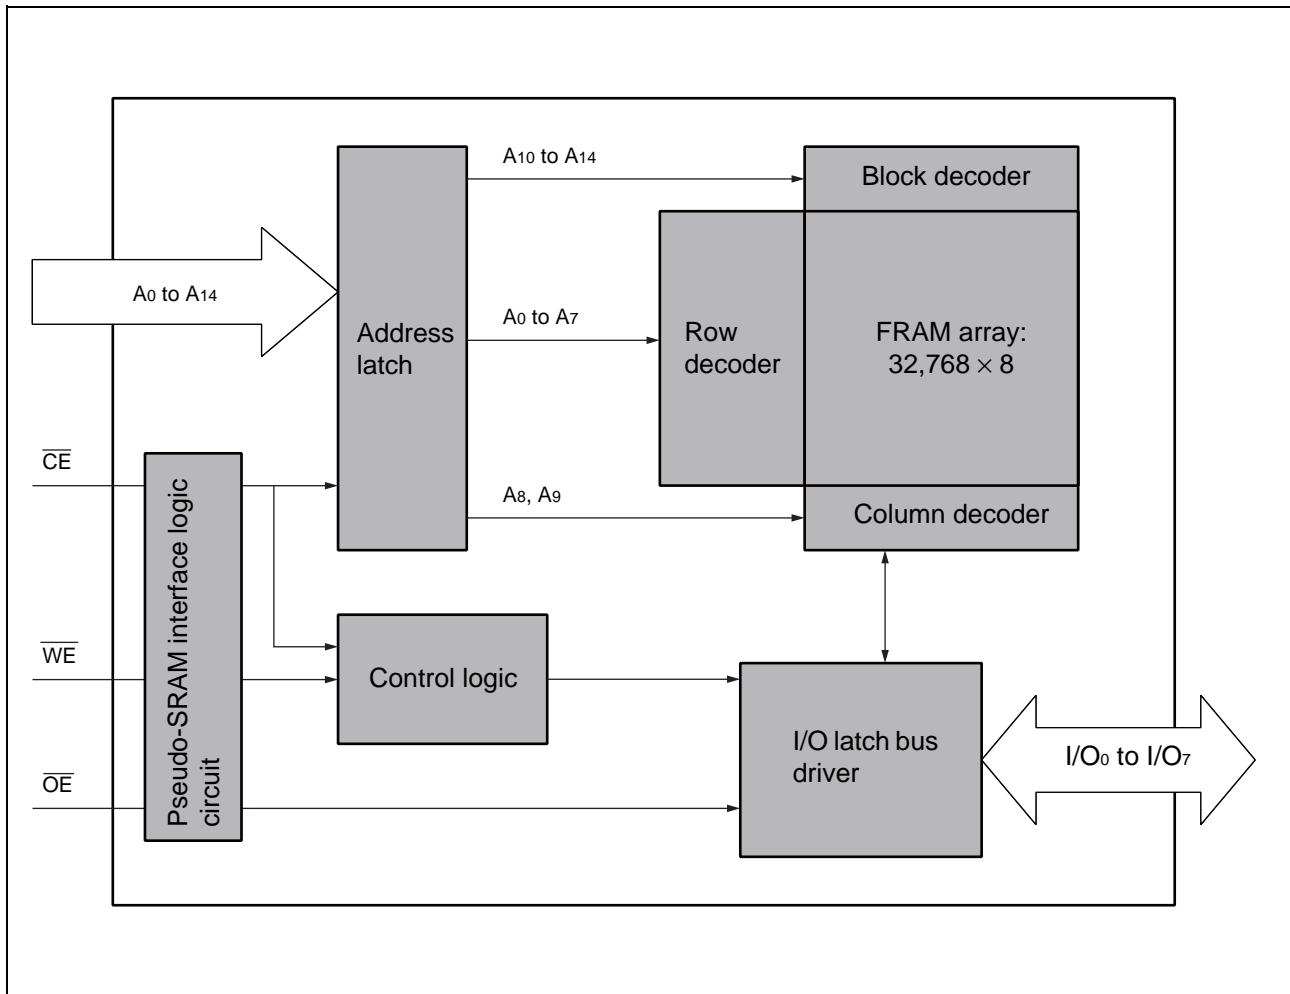 A10 to A14
Block decoder
A0 to A14
Address
latch
A0 to A7
Row
decoder
FRAM array:
32,768 × 8
CE
A8, A9
Column decoder
Pseudo-SRAM interface logic
circuit
WE
Control logic
I/O latch bus
driver
I/O0 to I/O7
OE